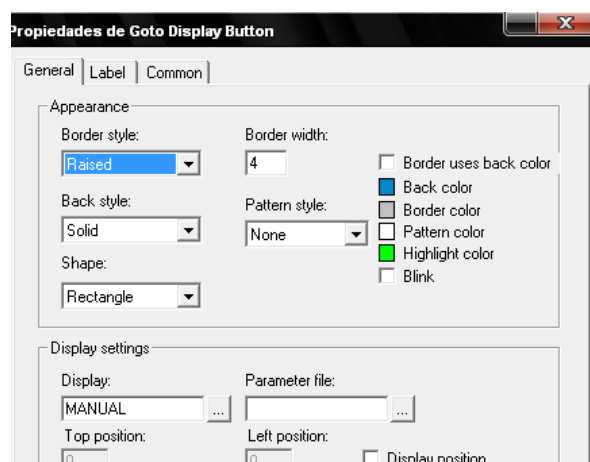 Propiedades de Goto Display Button
General Label Common
Appearance
Border style: Border width:
Raised 4 Border uses back color
Back color
Back style: Pattern style: Border color
Solid None Pattern color
Highlight color
Shape: Blink
Rectangle
Display settings
Display: Parameter file:
MANUAL ... ...
Top position: Left position:
0 0 Display position